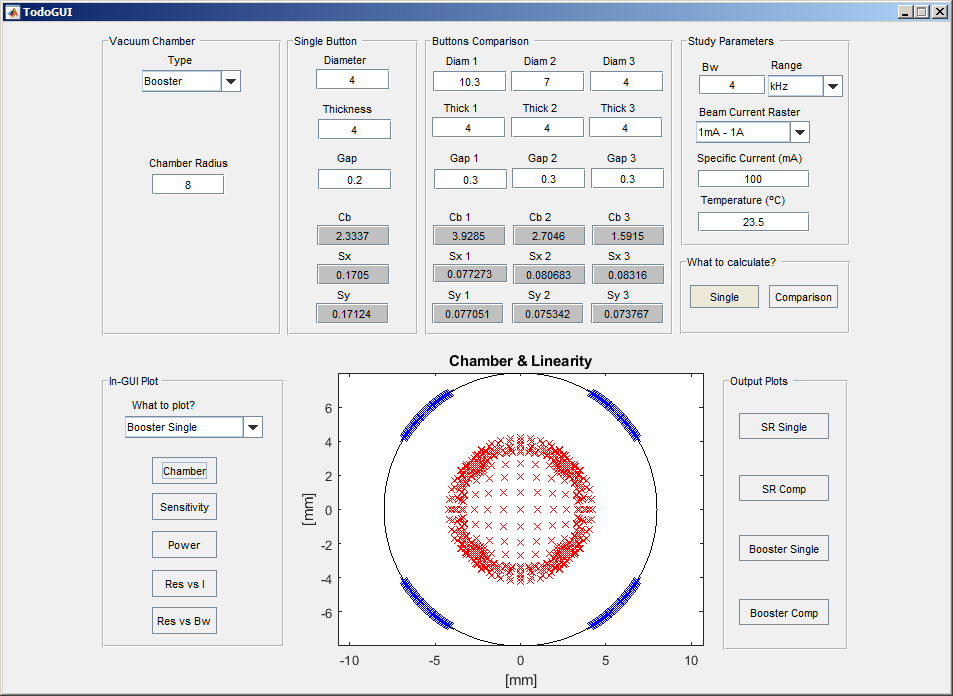 TodoGUI
Vacuum Chamber
Type
Booster
Chamber Radius
8
Single Button
Diameter
4
Thickness
4
Gap
0.2
Cb
2.3337
Sx
0.1705
Sy
0.17124
Buttons Comparison
Diam 1 Diam 2 Diam 3
10.3 7 4
Thick 1 Thick 2 Thick 3
4 4 4
Gap 1 Gap 2 Gap 3
0.3 0.3 0.3
Cb 1 Cb 2 Cb 3
3.9285 2.7046 1.5915
Sx 1 Sx 2 Sx 3
0.077273 0.080683 0.08316
Sy 1 Sy 2 Sy 3
0.077051 0.075342 0.073767
Study Parameters
Bw Range
4 kHz
Beam Current Raster
1mA - 1A
Specific Current (mA)
100
Temperature (ºC)
23.5
What to calculate?
Single Comparison
In-GUI Plot
What to plot?
Booster Single
Chamber
Sensitivity
Power
Res vs I
Res vs Bw
Chamber & Linearity
[mm]
6
4
2
0
-2
-4
-6
-10 -5 0 5 10
[mm]
Output Plots
SR Single
SR Comp
Booster Single
Booster Comp